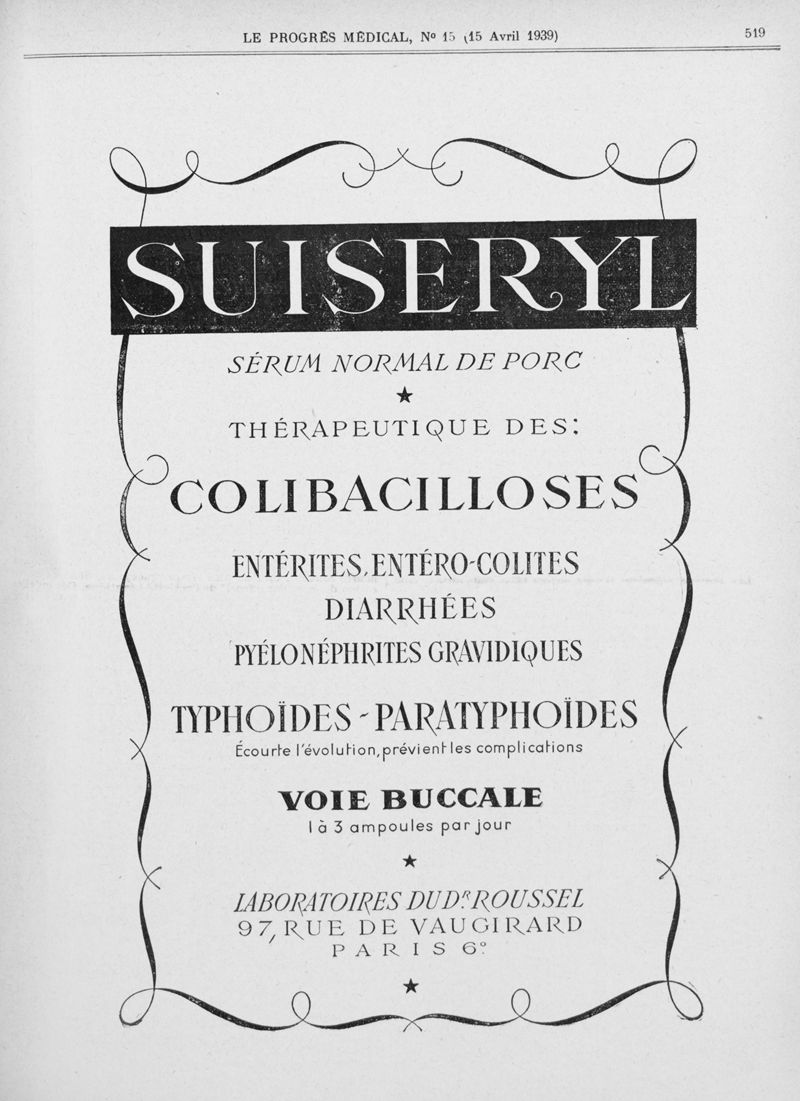 LE PROGRÈS MÉDICAL, Nº 15 (15 Avril 1939)
519
SUISERYL
SÉRUM NORMAL DE PORC
★
THÉRAPEUTIQUE DES:
COLIBACILLOSES
ENTÉRITES, ENTÉRO-COLITES
DIARRHÉES
PYÉLONÉPHRITES GRAVIDIQUES
TYPHOÏDES - PARATYPHOÏDES
Écourte l'évolution, prévient les complications
VOIE BUCCALE
1 à 3 ampoules par jour
★
LABORATOIRES DU Dr ROUSSEL
97, RUE DE VAUGIRARD
PARIS 6º
★